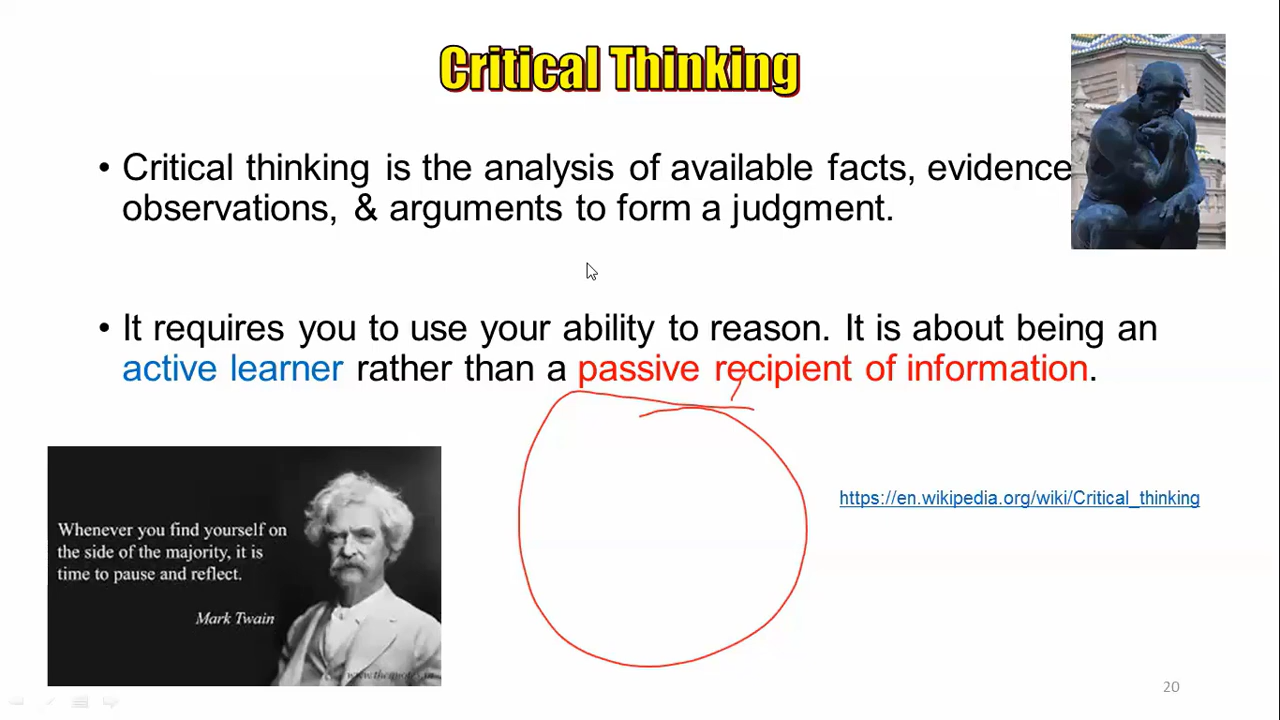 Critical Thinking
• Critical thinking is the analysis of available facts, evidence
observations, & arguments to form a judgment.
• It requires you to use your ability to reason. It is about being an
active learner rather than a passive recipient of information.
https://en.wikipedia.org/wiki/Critical_thinking
Whenever you find yourself on
the side of the majority, it is
time to pause and reflect.
Mark Twain
20